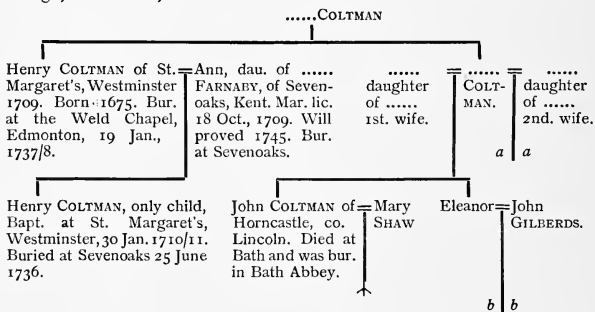 ......COLTMAN
Henry COLTMAN of St.
Margaret's, Westminster
1709. Born 1675. Bur.
at the Weld Chapel,
Edmonton, 19 Jan.,
1737/8.
=
Ann, dau. of ......
FARNABY, of Seven-
oaks, Kent. Mar. lic.
18 Oct., 1709. Will
proved 1745. Bur.
at Sevenoaks.
......
daughter
of ......
1st. wife.
= ...... =
COLT-
MAN.
......
daughter
of ......
2nd. wife.
a a
Henry COLTMAN, only child,
Bapt. at St. Margaret's,
Westminster, 30 Jan. 1710/11.
Buried at Sevenoaks 25 June
1736.
John COLTMAN of
Horncastle, co.
Lincoln. Died at
Bath and was bur.
in Bath Abbey.
= Mary
SHAW
Eleanor = John
GILBERDS.
b b